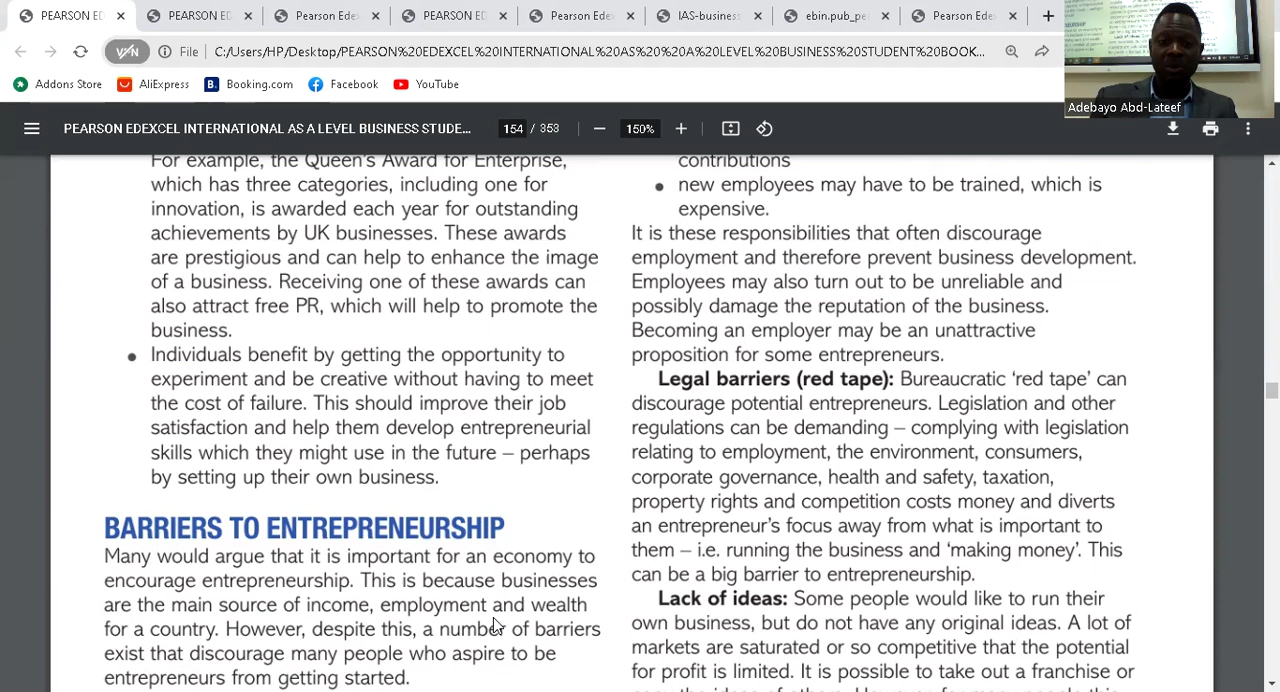 PEARSON
PEARSON ED
Pearson Edex
PEARSON ED
Pearson Edex
IAS-business
ebin.pub_pe
Pearson Edex
sktop/PEARSON
STUDENT%20BOOK...
Addons Store
AliExpress
Booking.com
Facebook
YouTube
Adebayo Abd-Lateef
PEARSON EDEXCEL INTERNATIONAL AS A LEVEL BUSINESS STUDE...
164 / 353
150%
For example, the Queen's Award for Enterprise,
which has three categories, including one for
innovation, is awarded each year for outstanding
achievements by UK businesses. These awards
are prestigious and can help to enhance the image
of a business. Receiving one of these awards can
also attract free PR, which will help to promote the
business.
• Individuals benefit by getting the opportunity to
experiment and be creative without having to meet
the cost of failure. This should improve their job
satisfaction and help them develop entrepreneurial
skills which they might use in the future – perhaps
by setting up their own business.
BARRIERS TO ENTREPRENEURSHIP
Many would argue that it is important for an economy to
encourage entrepreneurship. This is because businesses
are the main source of income, employment and wealth
for a country. However, despite this, a number of barriers
exist that discourage many people who aspire to be
entrepreneurs from getting started.
contributions
• new employees may have to be trained, which is
expensive.
It is these responsibilities that often discourage
employment and therefore prevent business development.
Employees may also turn out to be unreliable and
possibly damage the reputation of the business.
Becoming an employer may be an unattractive
proposition for some entrepreneurs.
Legal barriers (red tape): Bureaucratic 'red tape' can
discourage potential entrepreneurs. Legislation and other
regulations can be demanding – complying with legislation
relating to employment, the environment, consumers,
corporate governance, health and safety, taxation,
property rights and competition costs money and diverts
an entrepreneur's focus away from what is important to
them – i.e. running the business and 'making money'. This
can be a big barrier to entrepreneurship.
Lack of ideas: Some people would like to run their
own business, but do not have any original ideas. A lot of
markets are saturated or so competitive that the potential
for profit is limited. It is possible to take out a franchise or